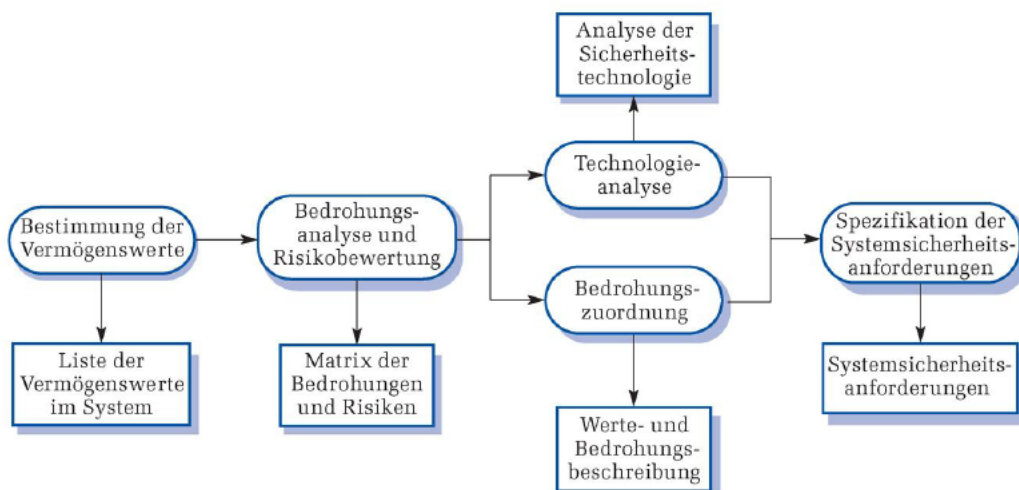 Analyse der
Sicherheits-
technologie
Technologie-
analyse
Bestimmung der
Vermögenswerte
Bedrohungs-
analyse und
Risikobewertung
Spezifikation der
Systemsicherheits-
anforderungen
Bedrohungs-
zuordnung
Liste der
Vermögenswerte
im System
Matrix der
Bedrohungen
und Risiken
Systemsicherheits-
anforderungen
Werte- und
Bedrohungs-
beschreibung